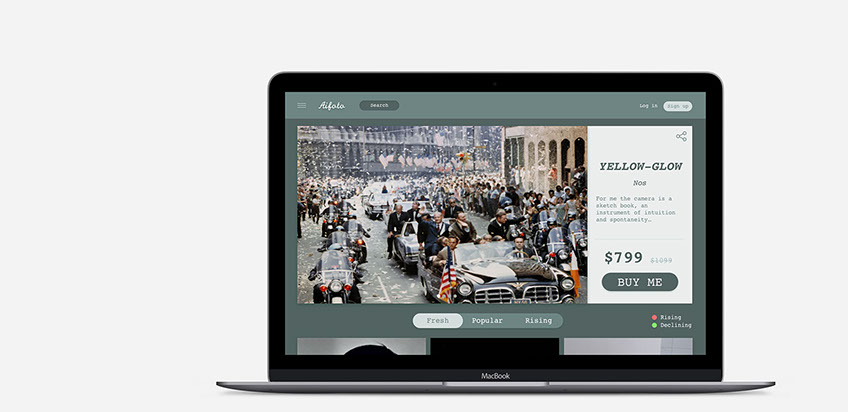 Aifoto
Search
Log in
Sign up
YELLOW-GLOW
Nos
For me the camera is a
sketch book, an
instrument of intuition
and spontaneity…
$799 $1099
BUY ME
Fresh Popular Rising
Rising
Declining
MacBook